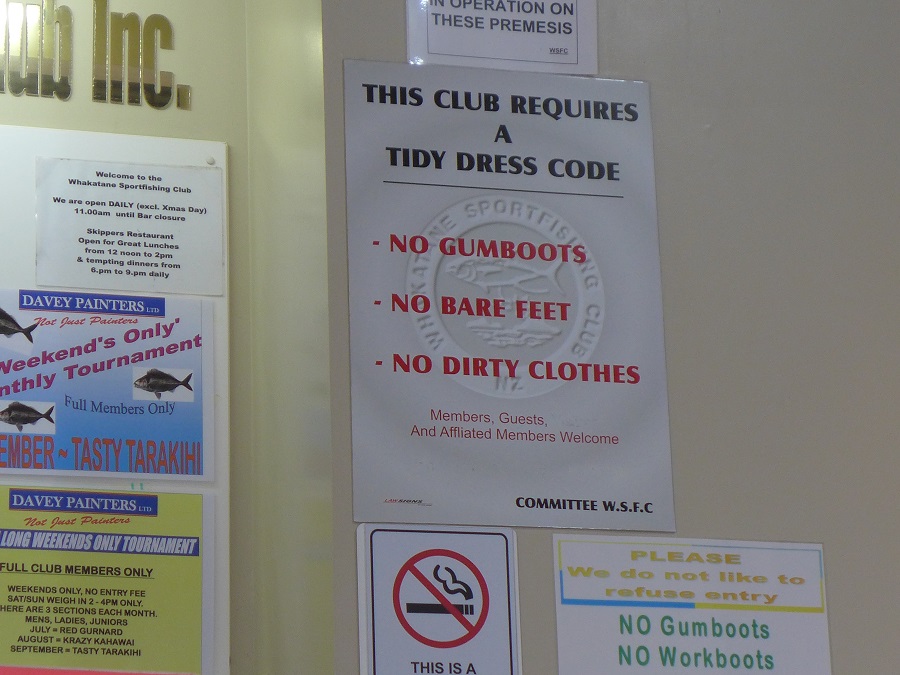 ub Inc.
IN OPERATION ON
THESE PREMESIS
WSFC
THIS CLUB REQUIRES
A
TIDY DRESS CODE
- NO GUMBOOTS
- NO BARE FEET
- NO DIRTY CLOTHES
WHAKATANE SPORTFISHING CLUB
NZ
Members, Guests,
And Affliated Members Welcome
LAWSIGNS
COMMITTEE W.S.F.C
Welcome to the
Whakatane Sportfishing Club
We are open DAILY (excl. Xmas Day)
11.00am until Bar closure
Skippers Restaurant
Open for Great Lunches
from 12 noon to 2pm
& tempting dinners from
6.pm to 9.pm daily
DAVEY PAINTERS LTD
Not Just Painters
Weekend's Only'
nthly Tournament
Full Members Only
EMBER ~ TASTY TARAKIHI
DAVEY PAINTERS LTD
Not Just Painters
LONG WEEKENDS ONLY TOURNAMENT
FULL CLUB MEMBERS ONLY
WEEKENDS ONLY, NO ENTRY FEE
SAT/SUN WEIGH IN 2 - 4PM ONLY.
HERE ARE 3 SECTIONS EACH MONTH.
MENS, LADIES, JUNIORS
JULY = RED GURNARD
AUGUST = KRAZY KAHAWAI
SEPTEMBER = TASTY TARAKIHI
THIS IS A
PLEASE
We do not like to
refuse entry
NO Gumboots
NO Workboots